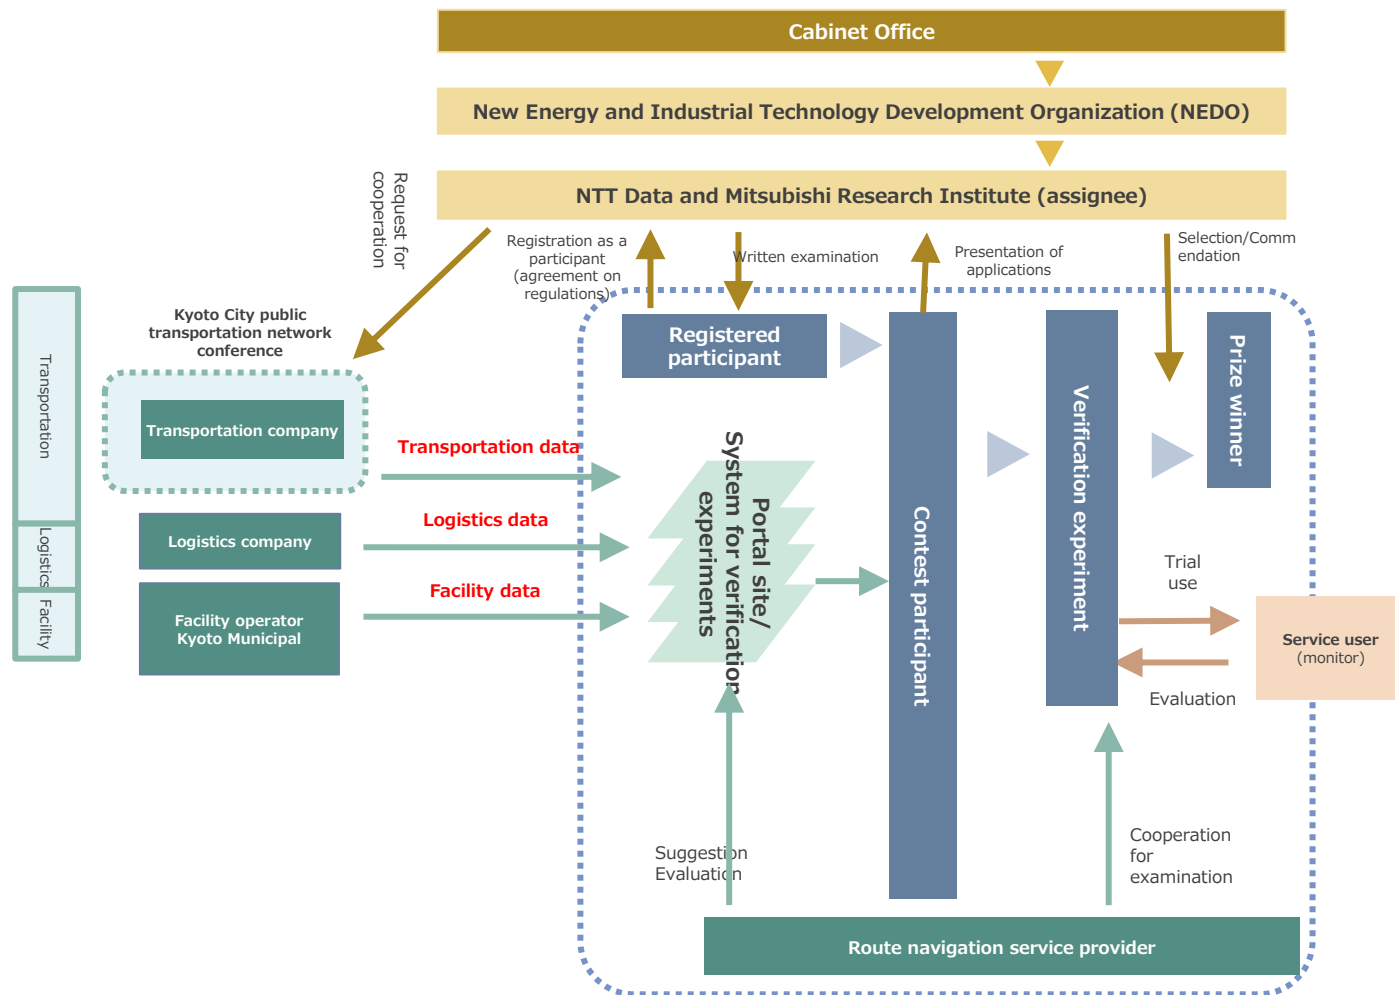 Cabinet Office
New Energy and Industrial Technology Development Organization (NEDO)
NTT Data and Mitsubishi Research Institute (assignee)
Request for
cooperation
Registration as a
participant
(agreement on
regulations)
Written examination
Presentation of
applications
Selection/Comm
endation
Transportation
Logistics
Facility
Kyoto City public
transportation network
conference
Transportation company
Logistics company
Facility operator
Kyoto Municipal
Transportation data
Logistics data
Facility data
Registered
participant
Portal site/
System for verification
experiments
Contest participant
Verification experiment
Prize winner
Trial
use
Evaluation
Service user
(monitor)
Suggestion
Evaluation
Cooperation
for
examination
Route navigation service provider